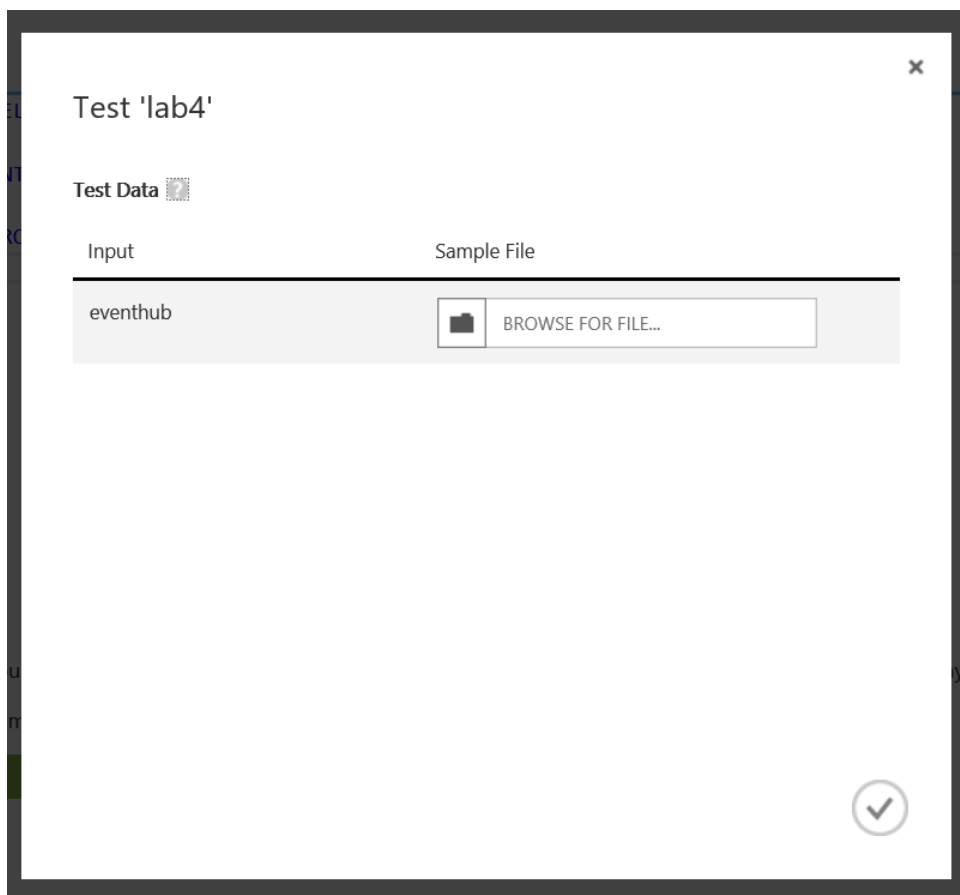 Test 'lab4'
Test Data ?
Input Sample File
eventhub BROWSE FOR FILE...